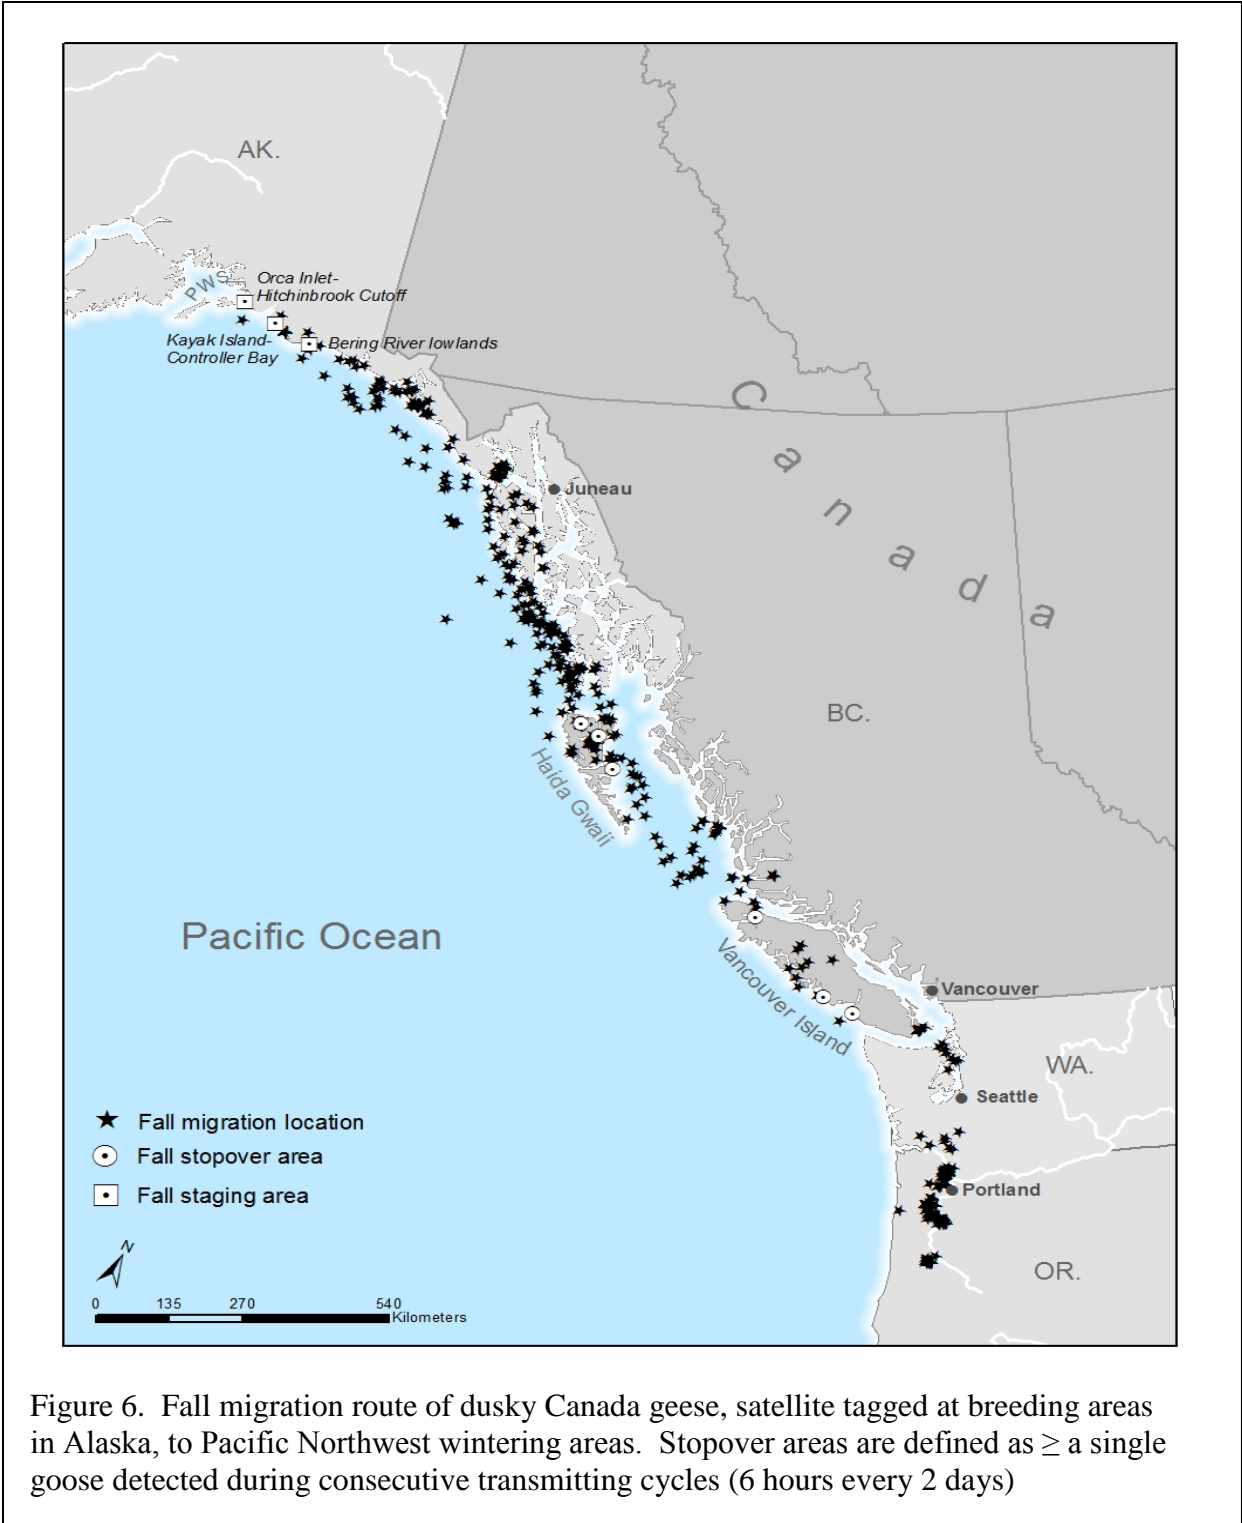 AK.
PWS
Orca Inlet-
Hitchinbrook Cutoff
Kayak Island-
Controller Bay
Bering River lowlands
Canada
Juneau
BC.
Haida Gwaii
Pacific Ocean
Vancouver Island
Vancouver
WA.
Seattle
Portland
OR.
Fall migration location
Fall stopover area
Fall staging area
N
0 135 270 540
Kilometers
Figure 6.  Fall migration route of dusky Canada geese, satellite tagged at breeding areas
in Alaska, to Pacific Northwest wintering areas.  Stopover areas are defined as ≥ a single
goose detected during consecutive transmitting cycles (6 hours every 2 days)